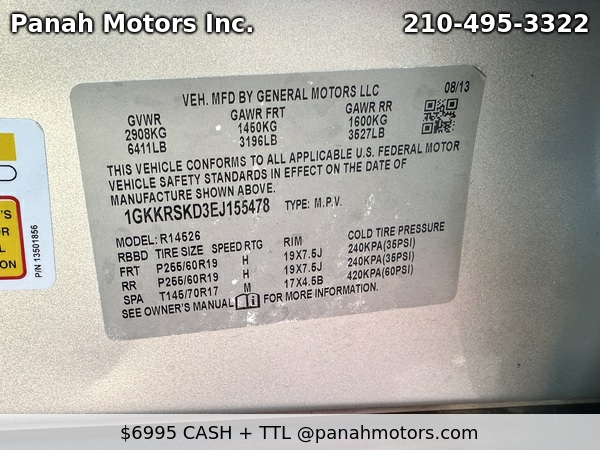 Panah Motors Inc. 210-495-3322
VEH. MFD BY GENERAL MOTORS LLC 08/13
GVWR GAWR FRT GAWR RR
2908KG 1450KG 1600KG
6411LB 3196LB 3527LB
THIS VEHICLE CONFORMS TO ALL APPLICABLE U.S. FEDERAL MOTOR
VEHICLE SAFETY STANDARDS IN EFFECT ON THE DATE OF
MANUFACTURE SHOWN ABOVE.
1GKKRSKD3EJ155478 TYPE: M.P.V.
MODEL: R14526
RBBD TIRE SIZE SPEED RTG RIM COLD TIRE PRESSURE
FRT P255/60R19 H 19X7.5J 240KPA(35PSI)
RR P255/60R19 H 19X7.5J 240KPA(35PSI)
SPA T145/70R17 M 17X4.5B 420KPA(60PSI)
SEE OWNER'S MANUAL FOR MORE INFORMATION.
P/N 13501856
$6995 CASH + TTL @panahmotors.com